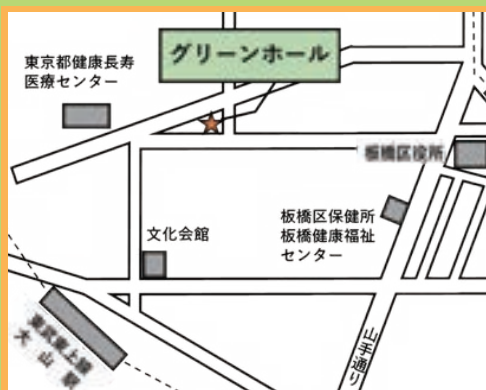 グリーンホール
東京都健康長寿
医療センター
板橋区役所
板橋区保健所
板橋健康福祉
センター
文化会館
東武東上線
大山駅
山手通り